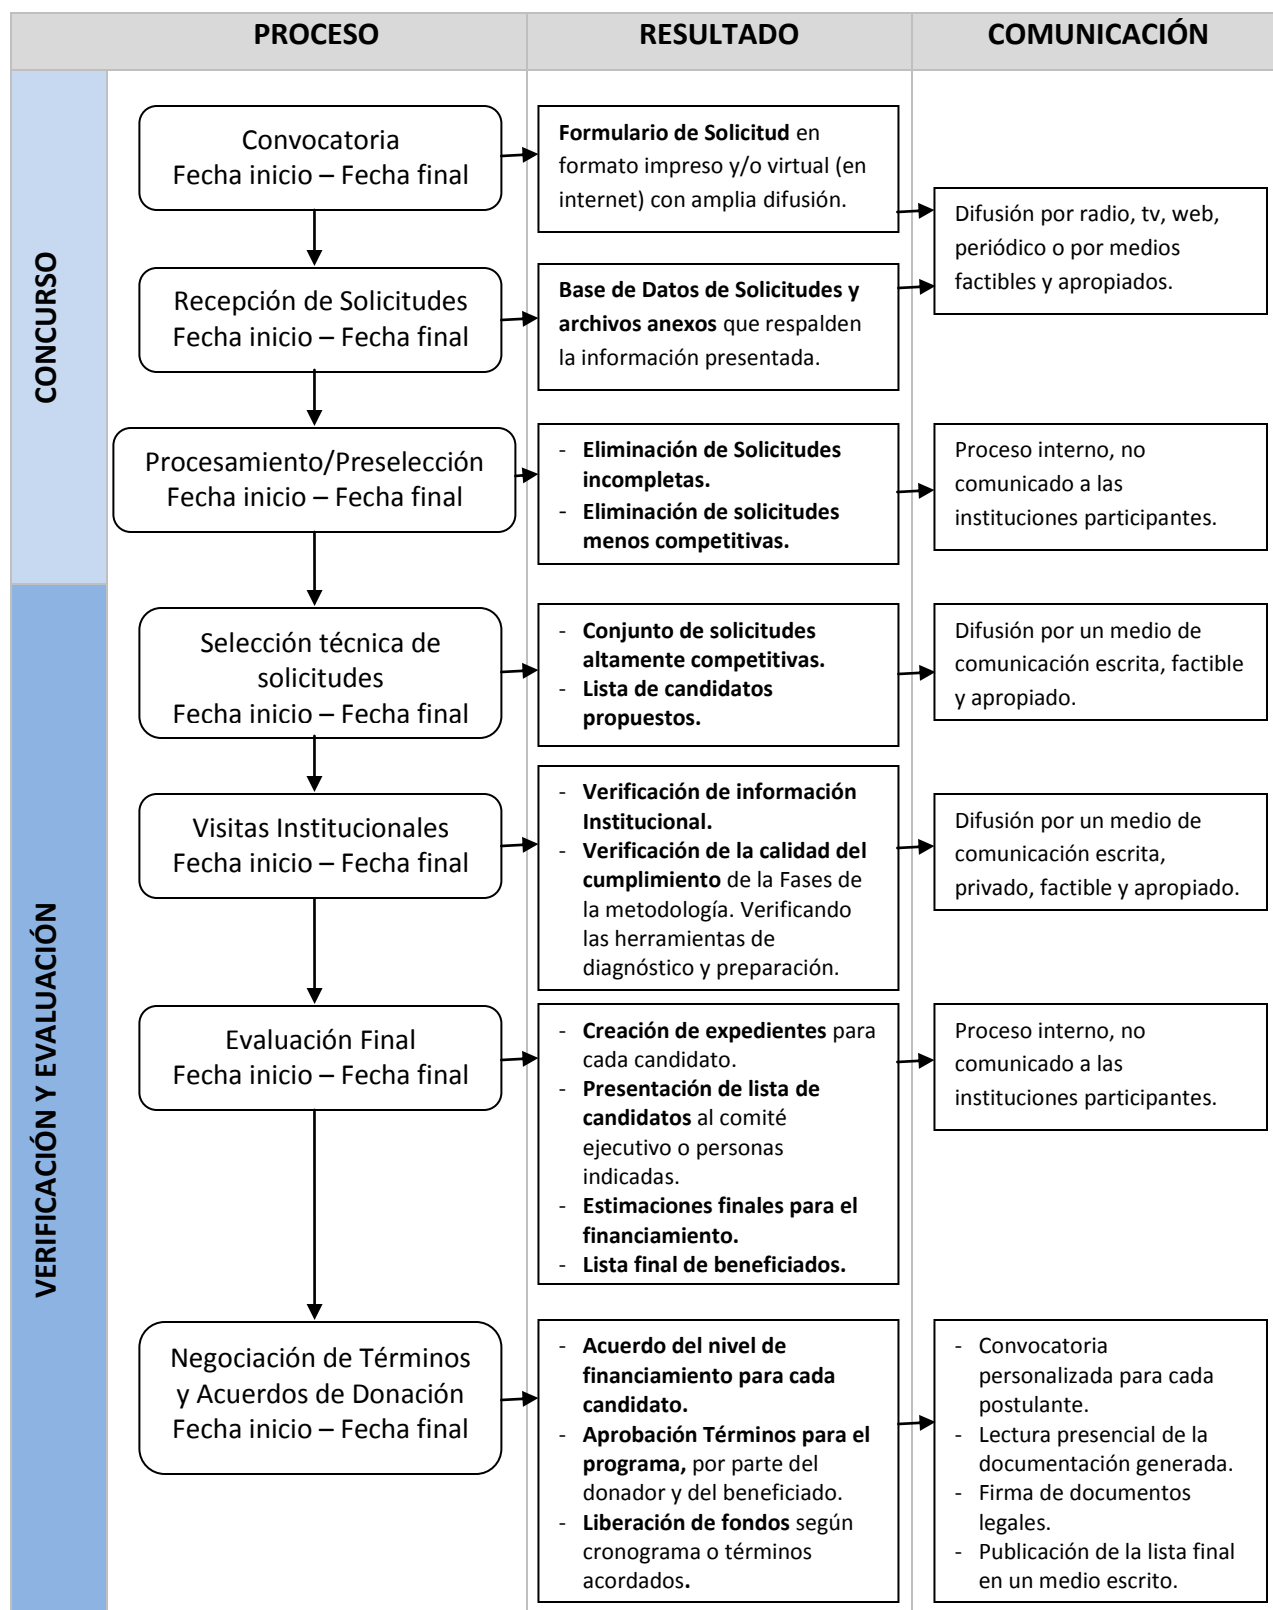 PROCESO
RESULTADO
COMUNICACIÓN
CONCURSO
Convocatoria
Fecha inicio – Fecha final
Formulario de Solicitud en
formato impreso y/o virtual (en
internet) con amplia difusión.
Difusión por radio, tv, web,
periódico o por medios
factibles y apropiados.
Recepción de Solicitudes
Fecha inicio – Fecha final
Base de Datos de Solicitudes y
archivos anexos que respalden
la información presentada.
Procesamiento/Preselección
Fecha inicio – Fecha final
- Eliminación de Solicitudes
incompletas.
- Eliminación de solicitudes
menos competitivas.
Proceso interno, no
comunicado a las
instituciones participantes.
VERIFICACIÓN Y EVALUACIÓN
Selección técnica de
solicitudes
Fecha inicio – Fecha final
- Conjunto de solicitudes
altamente competitivas.
- Lista de candidatos
propuestos.
Difusión por un medio de
comunicación escrita, factible
y apropiado.
Visitas Institucionales
Fecha inicio – Fecha final
- Verificación de información
Institucional.
- Verificación de la calidad del
cumplimiento de la Fases de
la metodología. Verificando
las herramientas de
diagnóstico y preparación.
Difusión por un medio de
comunicación escrita,
privado, factible y apropiado.
Evaluación Final
Fecha inicio – Fecha final
- Creación de expedientes para
cada candidato.
- Presentación de lista de
candidatos al comité
ejecutivo o personas
indicadas.
- Estimaciones finales para el
financiamiento.
- Lista final de beneficiados.
Proceso interno, no
comunicado a las
instituciones participantes.
Negociación de Términos
y Acuerdos de Donación
Fecha inicio – Fecha final
- Acuerdo del nivel de
financiamiento para cada
candidato.
- Aprobación Términos para el
programa, por parte del
donador y del beneficiado.
- Liberación de fondos según
cronograma o términos
acordados.
- Convocatoria
personalizada para cada
postulante.
- Lectura presencial de la
documentación generada.
- Firma de documentos
legales.
- Publicación de la lista final
en un medio escrito.